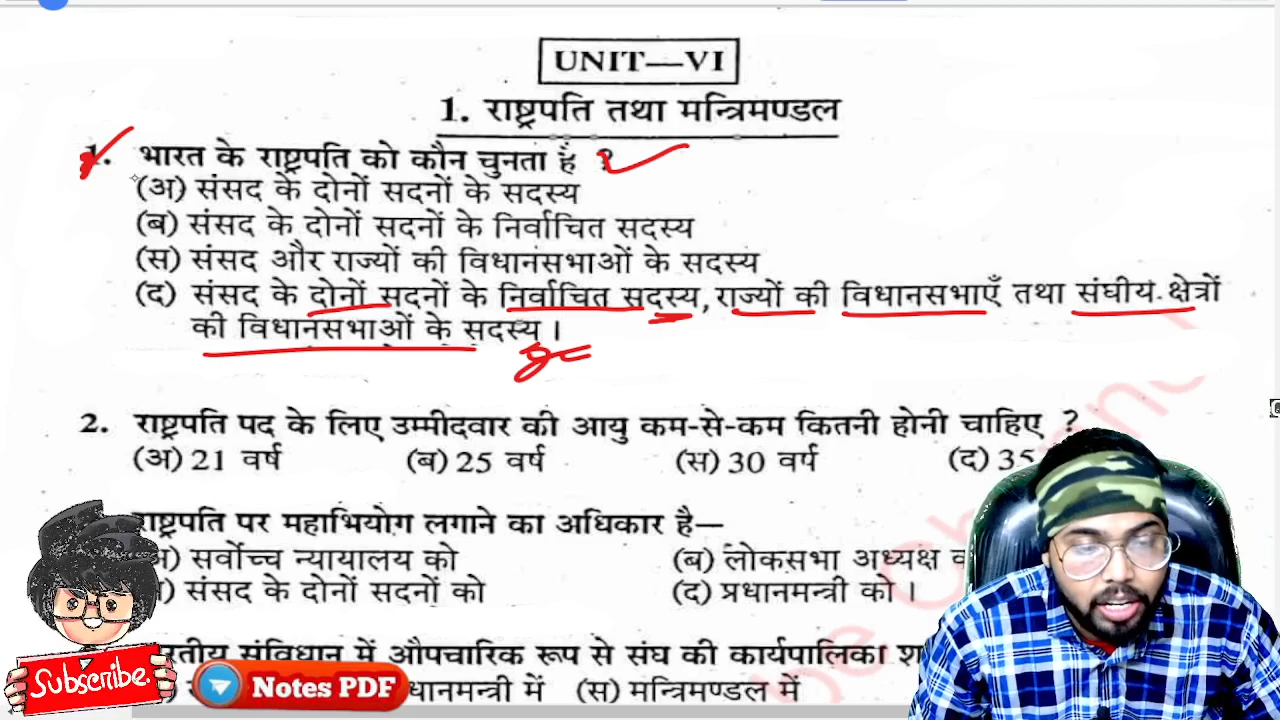 UNIT—VI
1. राष्ट्रपति तथा मन्त्रिमण्डल
1. भारत के राष्ट्रपति को कौन चुनता है ?
(अ) संसद के दोनों सदनों के सदस्य
(ब) संसद के दोनों सदनों के निर्वाचित सदस्य
(स) संसद और राज्यों की विधानसभाओं के सदस्य
(द) संसद के दोनों सदनों के निर्वाचित सदस्य, राज्यों की विधानसभाएँ तथा संघीय क्षेत्रों
की विधानसभाओं के सदस्य ।
2. राष्ट्रपति पद के लिए उम्मीदवार की आयु कम-से-कम कितनी होनी चाहिए ?
(अ) 21 वर्ष (ब) 25 वर्ष (स) 30 वर्ष (द) 35
राष्ट्रपति पर महाभियोग लगाने का अधिकार है—
सर्वोच्च न्यायालय को (ब) लोकसभा अध्यक्ष
संसद के दोनों सदनों को (द) प्रधानमन्त्री को ।
संविधान में औपचारिक रूप से संघ की कार्यपालिका
(स) मन्त्रिमण्डल में
Subscribe.
Notes PDF